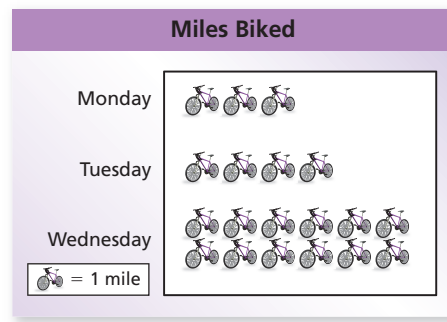 Miles Biked
Monday
Tuesday
Wednesday
= 1 mile